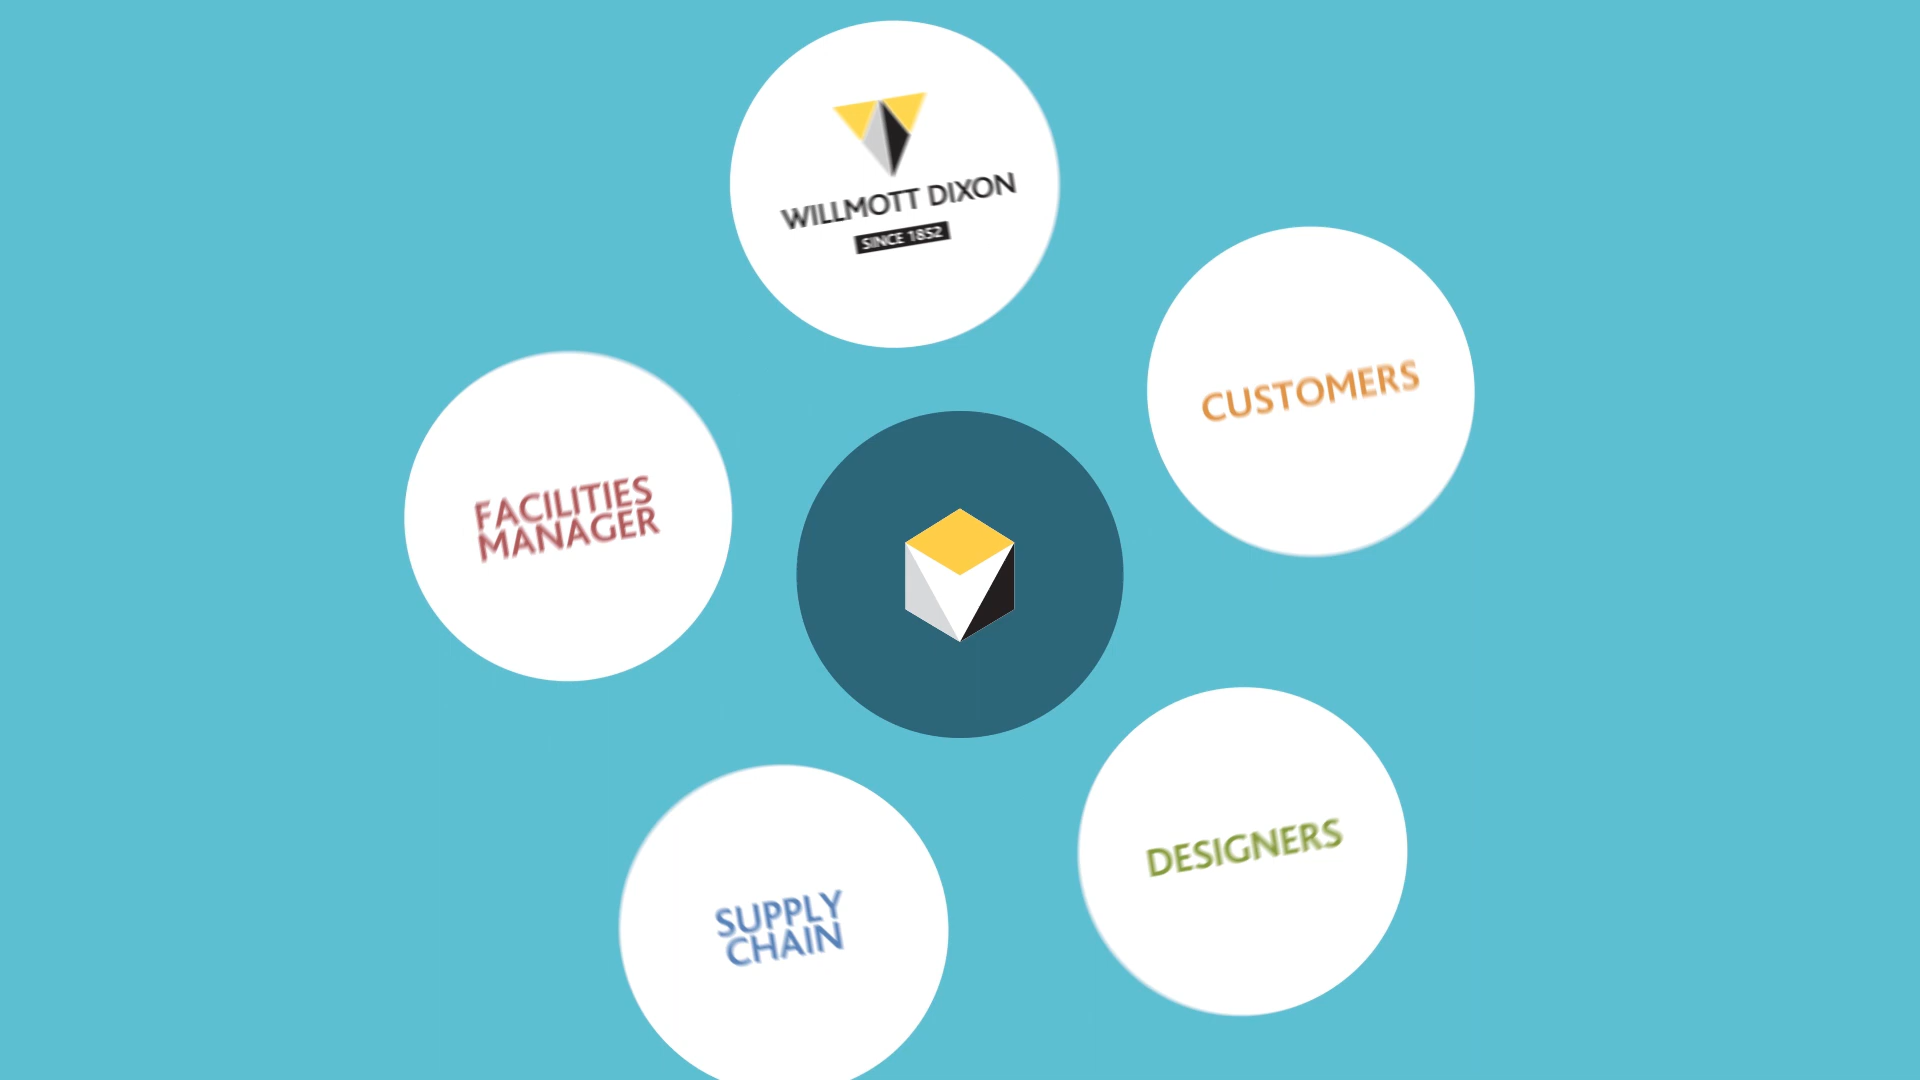 WILLMOTT DIXON
SINCE 1852
CUSTOMERS
FACILITIES
MANAGER
DESIGNERS
SUPPLY
CHAIN